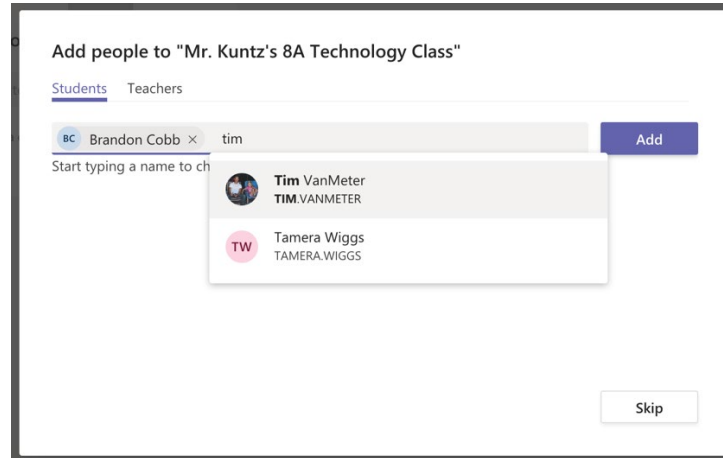 Add people to "Mr. Kuntz's 8A Technology Class"
Students Teachers
BC Brandon Cobb × tim Add
Start typing a name to ch
Tim VanMeter
TIM.VANMETER
TW Tamera Wiggs
TAMERA.WIGGS
Skip